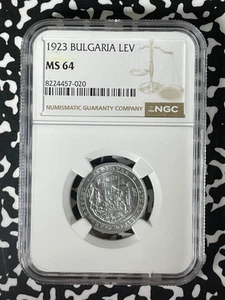 1923 BULGARIA LEV
MS 64
8224457-020
NUMISMATIC GUARANTY COMPANY
NGC